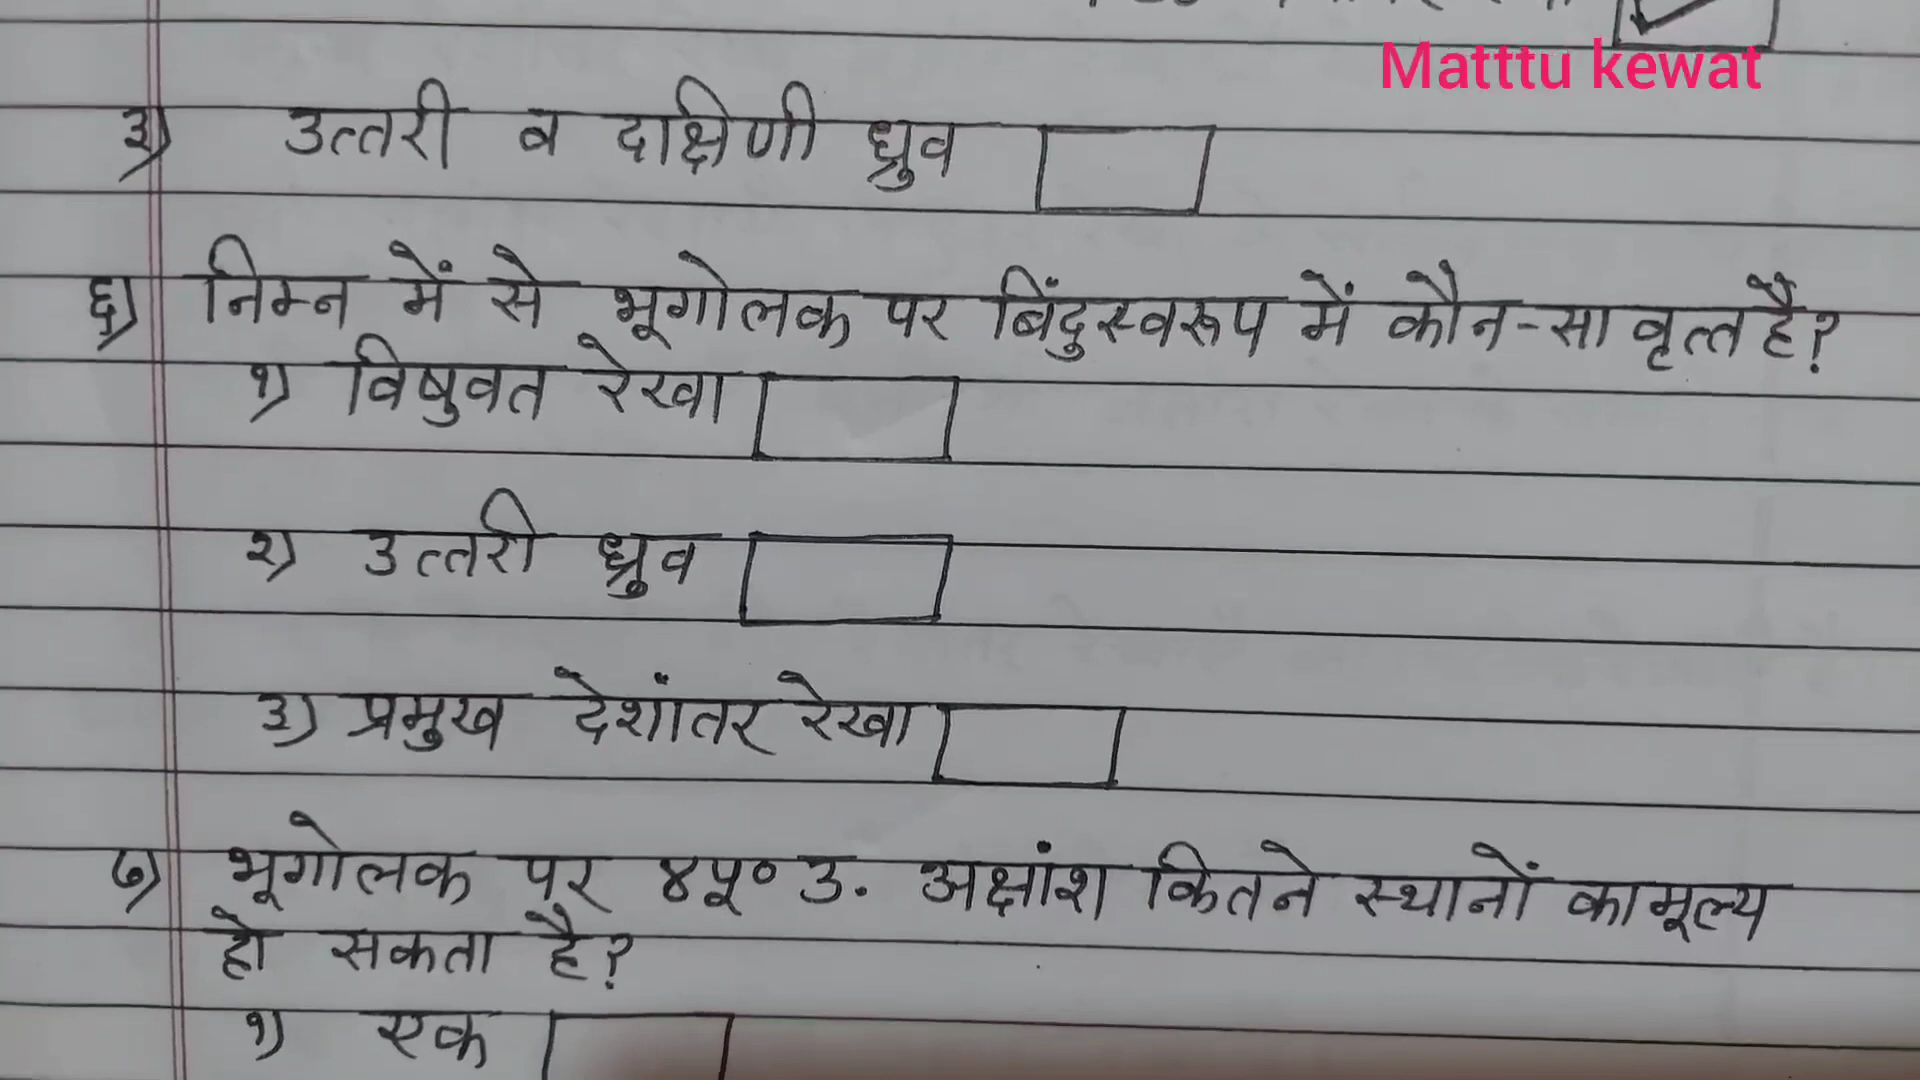 Matttu kewat
३) उत्तरी व दक्षिणी ध्रुव
६) निम्न में से भूगोलक पर बिंदुस्वरूप में कौन-सा वृत्त है?
१) विषुवत रेखा
२) उत्तरी ध्रुव
३) प्रमुख देशांतर रेखा
७) भूगोलक पर ४५° उ. अक्षांश कितने स्थानों का मूल्य
हो सकता है?
१) एक